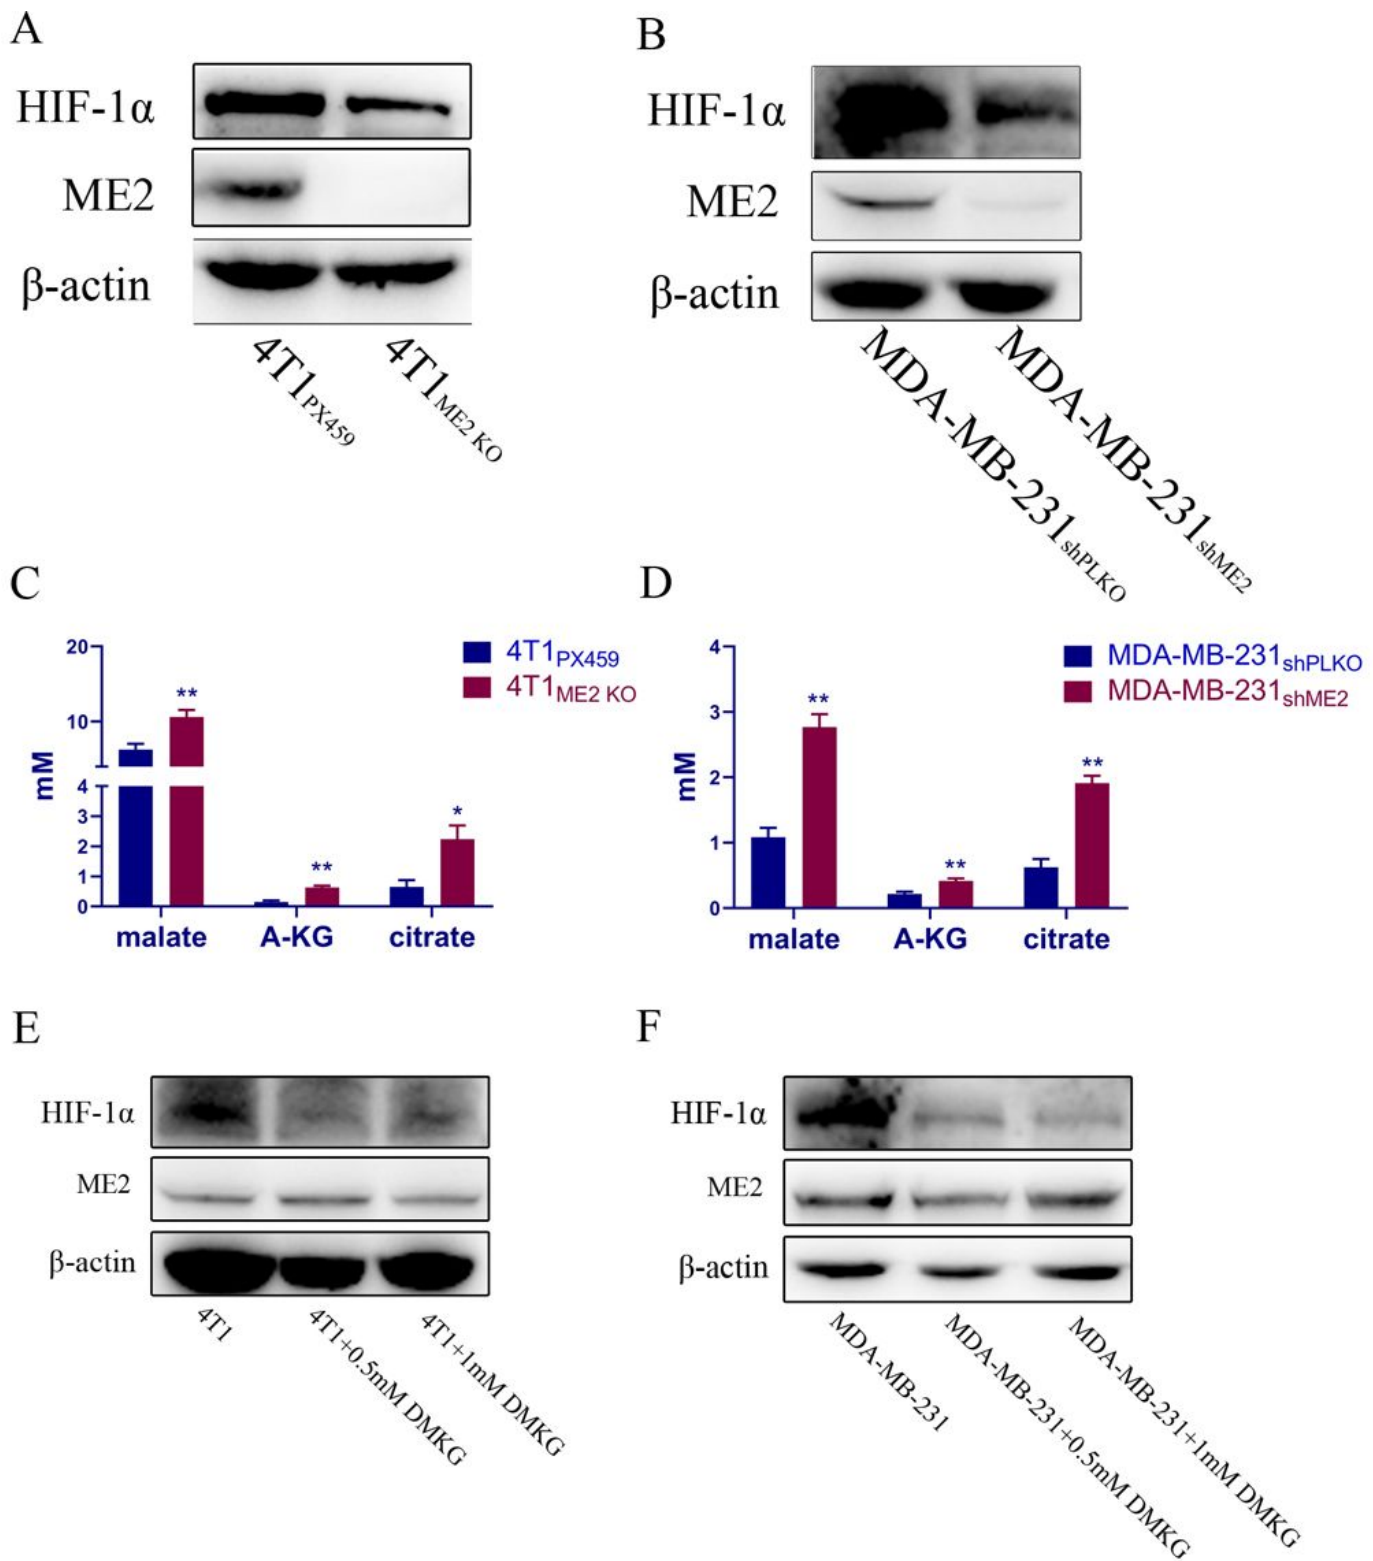 A
HIF-1α
ME2
β-actin
4T1PX459
4T1ME2 KO
B
HIF-1α
ME2
β-actin
MDA-MB-231shPLKO
MDA-MB-231shME2
C
20
10
4
3
2
1
0
mM
**
**
*
4T1PX459
4T1ME2 KO
malate
A-KG
citrate
D
4
3
2
1
0
mM
**
**
**
MDA-MB-231shPLKO
MDA-MB-231shME2
malate
A-KG
citrate
E
HIF-1α
ME2
β-actin
4T1
4T1+0.5mM DMKG
4T1+1mM DMKG
F
HIF-1α
ME2
β-actin
MDA-MB-231
MDA-MB-231+0.5mM DMKG
MDA-MB-231+1mM DMKG